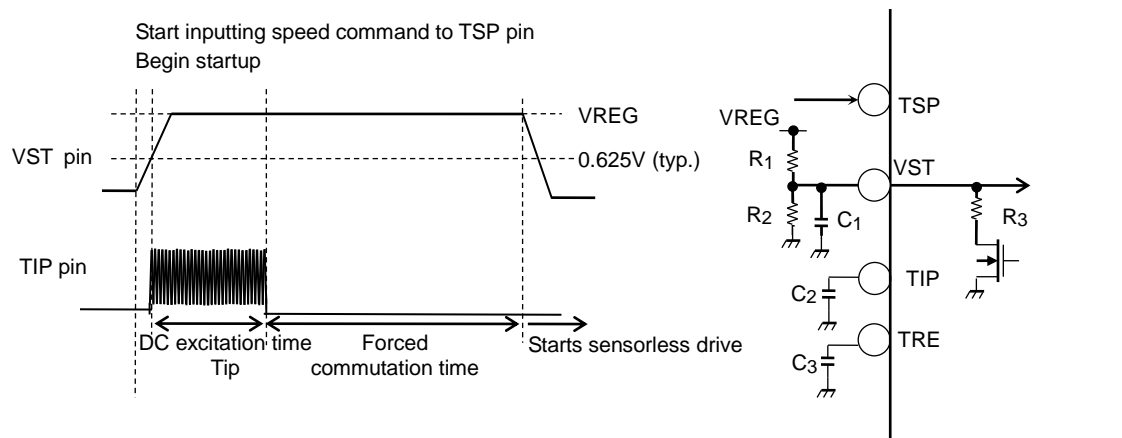 Start inputting speed command to TSP pin
Begin startup
VREG
VST pin
0.625V (typ.)
TIP pin
DC excitation time
Tip
Forced
commutation time
Starts sensorless drive
TSP
VREG
R1
VST
R2
C1
R3
TIP
C2
TRE
C3